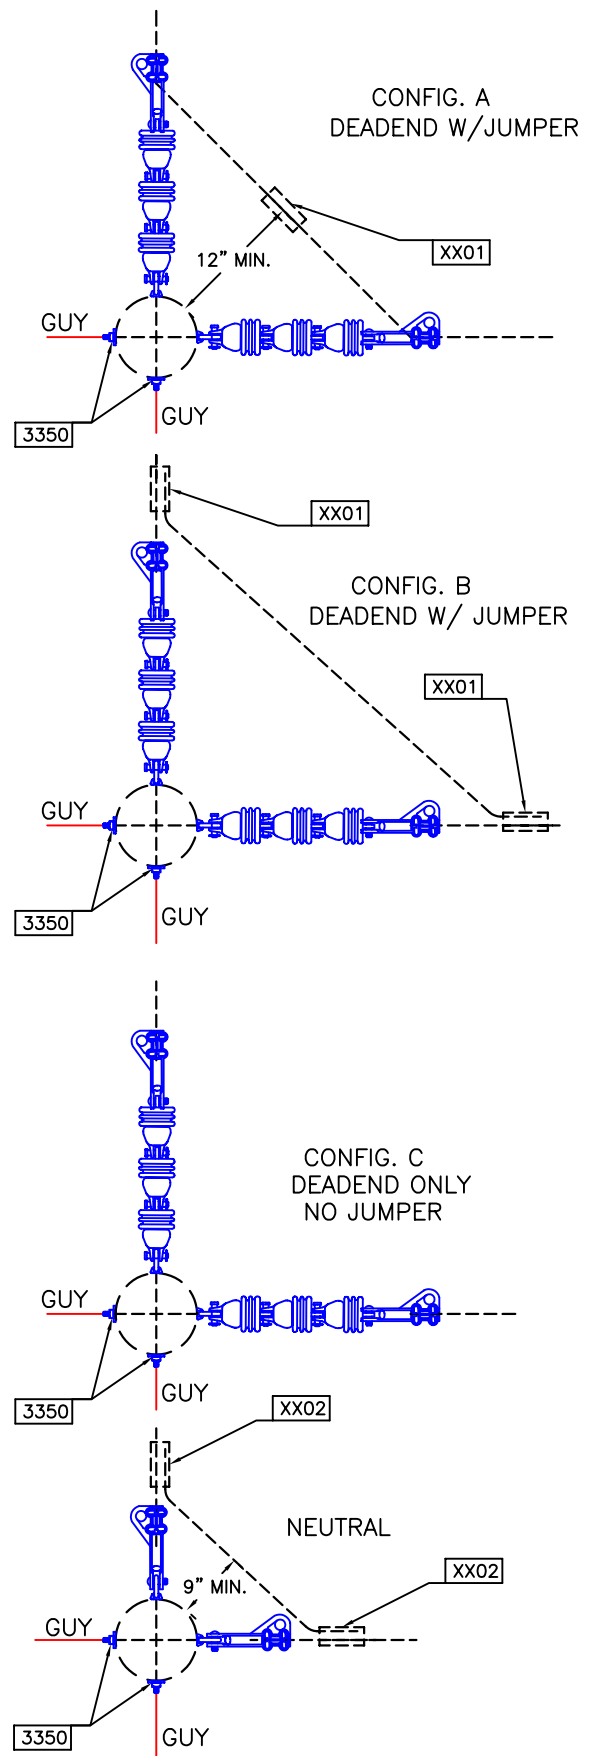 CONFIG. A
DEADEND W/JUMPER
XX01
12" MIN.
GUY
3350
GUY
XX01
CONFIG. B
DEADEND W/ JUMPER
XX01
GUY
3350
GUY
CONFIG. C
DEADEND ONLY
NO JUMPER
GUY
GUY
3350
XX02
NEUTRAL
XX02
9" MIN.
GUY
3350
GUY